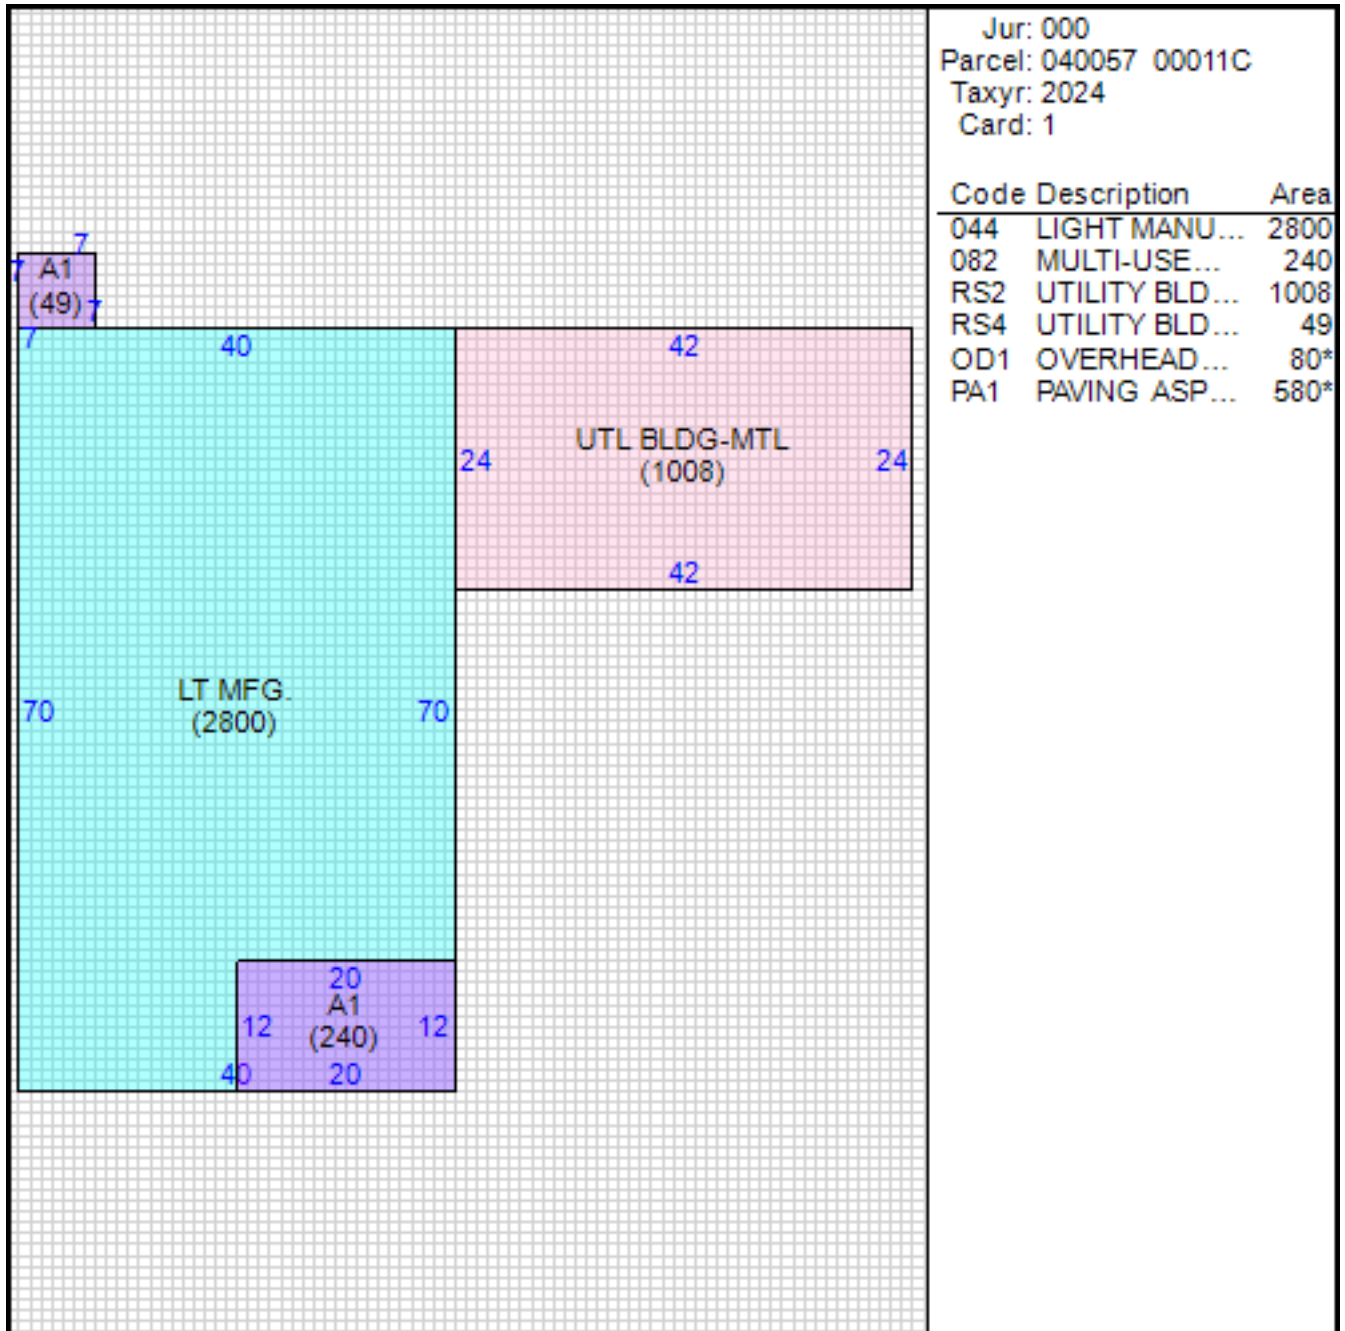 Jur: 000
Parcel: 040057 00011C
Taxyr: 2024
Card: 1
Code Description Area
044 LIGHT MANU... 2800
082 MULTI-USE... 240
RS2 UTILITY BLD... 1008
RS4 UTILITY BLD... 49
OD1 OVERHEAD... 80*
PA1 PAVING ASP... 580*
7
7
A1
(49)
7
7
40
42
24
UTL BLDG-MTL
(1008)
24
42
70
LT MFG.
(2800)
70
20
A1
12
(240)
12
40
20